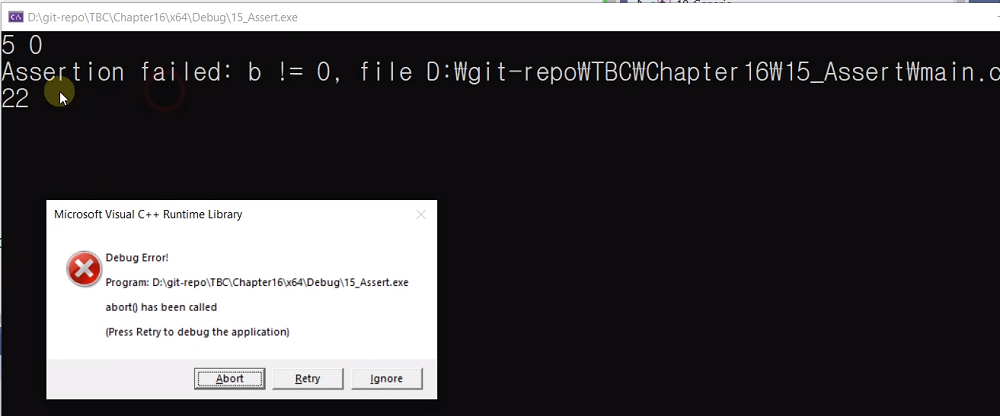 D:\git-repo\TBC\Chapter16\x64\Debug\15_Assert.exe
5 0
Assertion failed: b != 0, file D:₩git-repo₩TBC₩Chapter16₩15_Assert₩main.c
22
Microsoft Visual C++ Runtime Library
Debug Error!
Program: D:\git-repo\TBC\Chapter16\x64\Debug\15_Assert.exe
abort() has been called
(Press Retry to debug the application)
Abort Retry Ignore